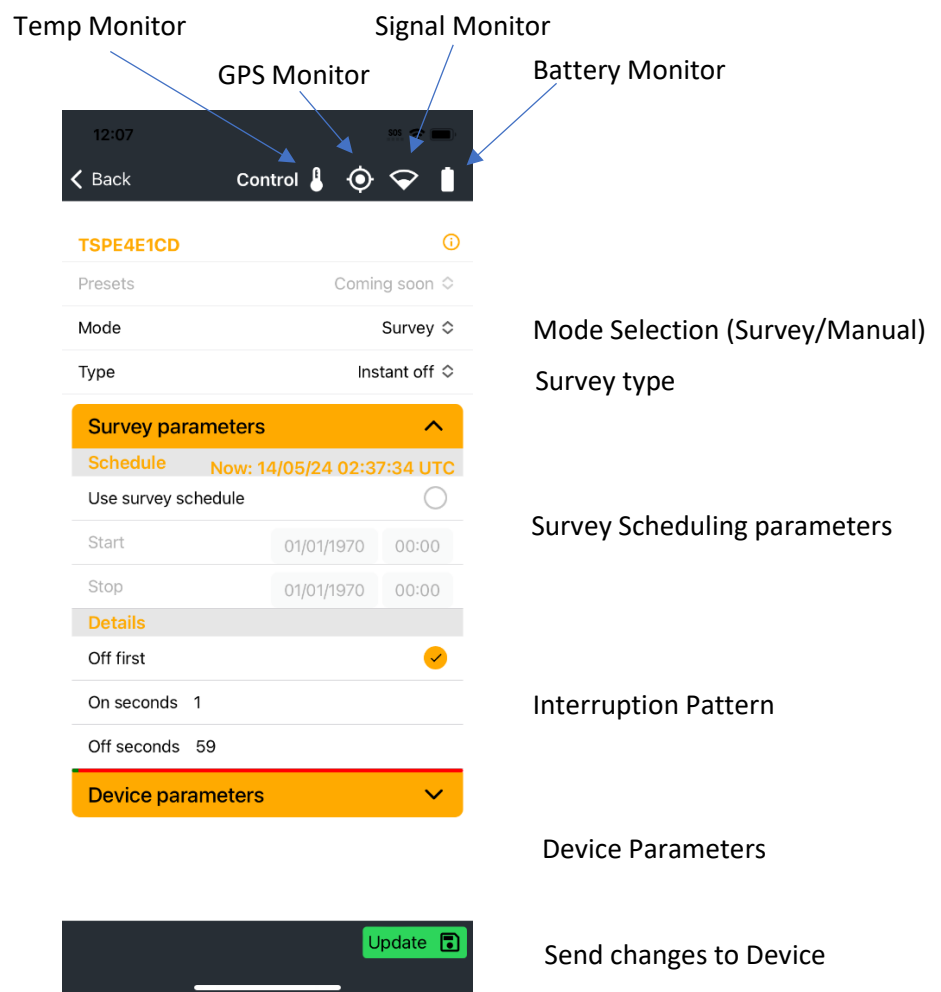 Temp Monitor
Signal Monitor
GPS Monitor
Battery Monitor
12:07 SOS
Back Control
TSPE4E1CD
Presets Coming soon
Mode Survey
Mode Selection (Survey/Manual)
Type Instant off
Survey type
Survey parameters
Schedule Now: 14/05/24 02:37:34 UTC
Use survey schedule
Survey Scheduling parameters
Start 01/01/1970 00:00
Stop 01/01/1970 00:00
Details
Off first
On seconds 1
Interruption Pattern
Off seconds 59
Device parameters
Device Parameters
Update
Send changes to Device